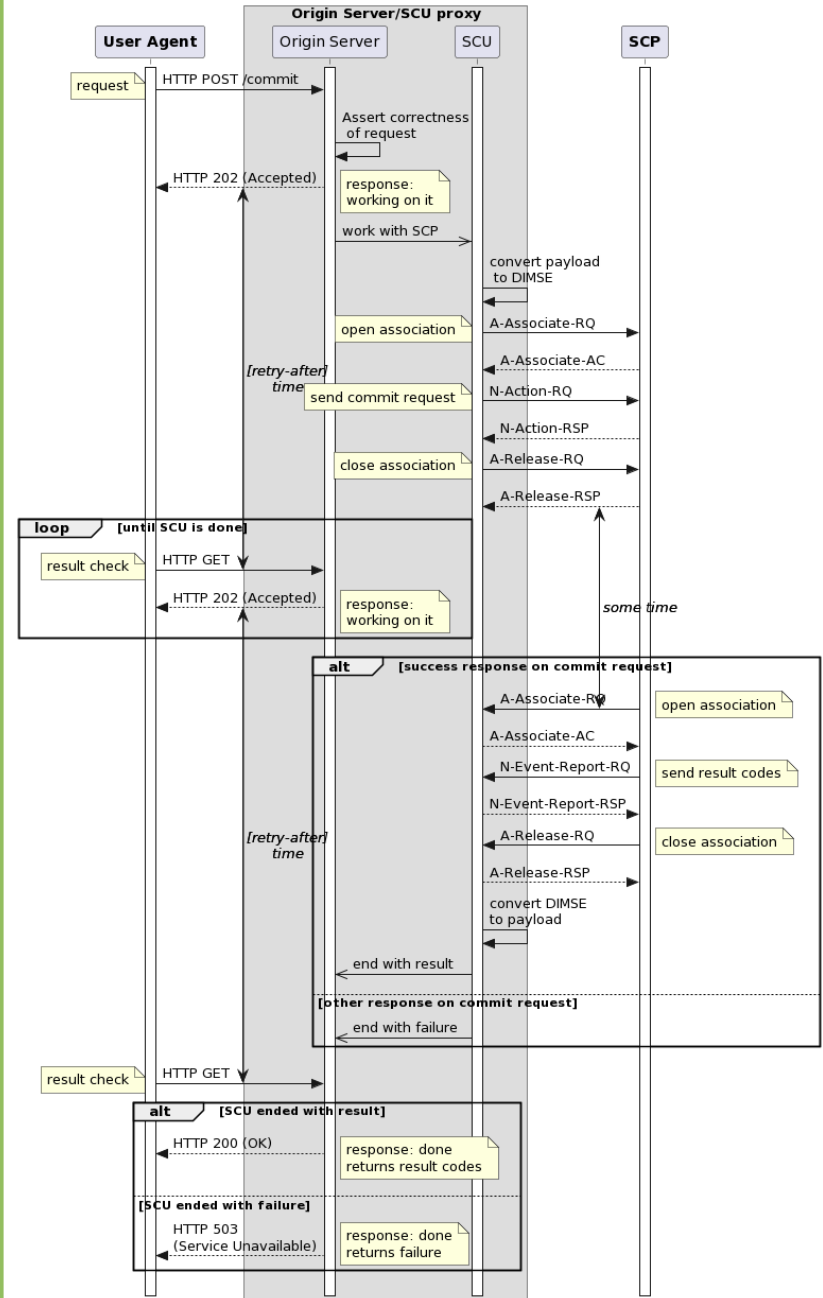 Origin Server/SCU proxy
User Agent
Origin Server
SCU
SCP
request
HTTP POST /commit
Assert correctness
of request
HTTP 202 (Accepted)
response:
working on it
work with SCP
convert payload
to DIMSE
open association
A-Associate-RQ
A-Associate-AC
[retry-after]
time
send commit request
N-Action-RQ
N-Action-RSP
close association
A-Release-RQ
A-Release-RSP
loop
[until SCU is done]
result check
HTTP GET
HTTP 202 (Accepted)
response:
working on it
some time
alt
[success response on commit request]
A-Associate-RQ
open association
A-Associate-AC
N-Event-Report-RQ
send result codes
N-Event-Report-RSP
[retry-after]
time
A-Release-RQ
close association
A-Release-RSP
convert DIMSE
to payload
end with result
[other response on commit request]
end with failure
result check
HTTP GET
alt
[SCU ended with result]
HTTP 200 (OK)
response: done
returns result codes
[SCU ended with failure]
HTTP 503
(Service Unavailable)
response: done
returns failure